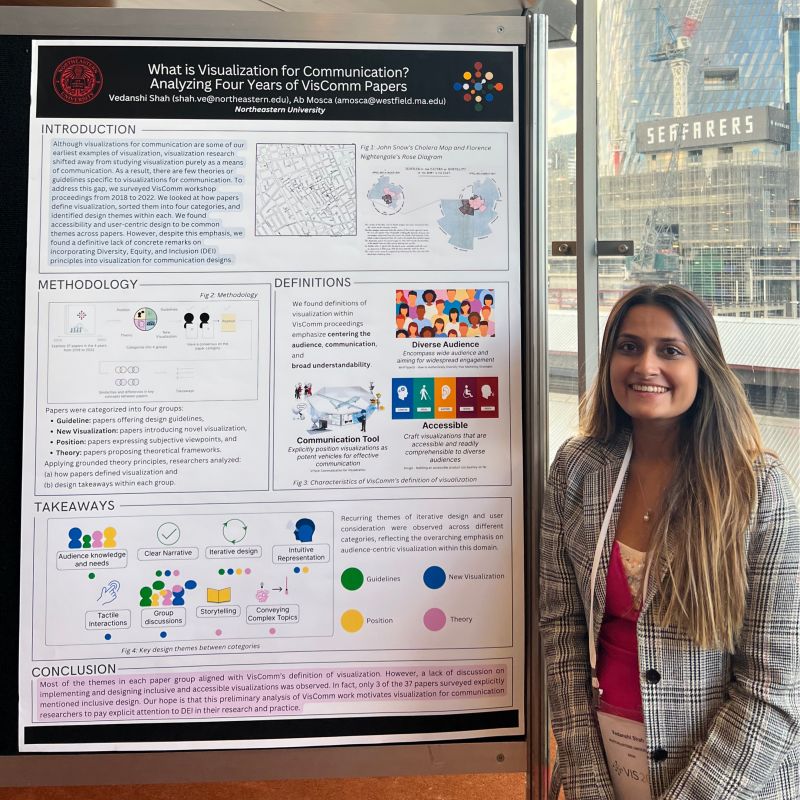 What is Visualization for Communication?
Analyzing Four Years of VisComm Papers
Vedanshi Shah (shah.ve@northeastern.edu), Ab Mosca (amosca@westfield.ma.edu)
Northeastern University
INTRODUCTION
Although visualizations for communication are some of our
earliest examples of visualization, visualization research
shifted away from studying visualization purely as a means
of communication. As a result, there are few theories or
guidelines specific to visualizations for communication. To
address this gap, we surveyed VisComm workshop
proceedings from 2018 to 2022. We looked at how papers
define visualization, sorted them into four categories, and
identified design themes within each. We found
accessibility and user-centric design to be common
themes across papers. However, despite this emphasis, we
found a definitive lack of concrete remarks on
incorporating Diversity, Equity, and Inclusion (DEI)
principles into visualization for communication designs.
Fig 1: John Snow's Cholera Map and Florence
Nightengale's Rose Diagram
METHODOLOGY
Fig 2: Methodology
Position
Guidelines
Theory
New
Visualization
Categorize into 4 groups
Takeaways
Papers were categorized into four groups:
• Guideline: papers offering design guidelines,
• New Visualization: papers introducing novel visualization,
• Position: papers expressing subjective viewpoints, and
• Theory: papers proposing theoretical frameworks.
Applying grounded theory principles, researchers analyzed:
(a) how papers defined visualization and
(b) design takeaways within each group.
DEFINITIONS
We found definitions of
visualization within
VisComm proceedings
emphasize centering the
audience, communication,
and
broad understandability.
Diverse Audience
Encompass wide audience and
aiming for widespread engagement
Communication Tool
Explicitly position visualizations as
potent vehicles for effective
communication
Accessible
Craft visualizations that are
accessible and readily
comprehensible to diverse
audiences
Fig 3: Characteristics of VisComm's definition of visualization
TAKEAWAYS
Audience knowledge
and needs
Clear Narrative
Iterative design
Intuitive
Representation
Tactile
Interactions
Group
discussions
Storytelling
Conveying
Complex Topics
Fig 4: Key design themes between categories
Recurring themes of iterative design and user
consideration were observed across different
categories, reflecting the overarching emphasis on
audience-centric visualization within this domain.
Guidelines
New Visualization
Position
Theory
CONCLUSION
Most of the themes in each paper group aligned with VisComm's definition of visualization. However, a lack of discussion on
implementing and designing inclusive and accessible visualizations was observed. In fact, only 3 of the 37 papers surveyed explicitly
mentioned inclusive design. Our hope is that this preliminary analysis of VisComm work motivates visualization for communication
researchers to pay explicit attention to DEI in their research and practice.
SEAFARERS
Vedanshi Shah
VIS